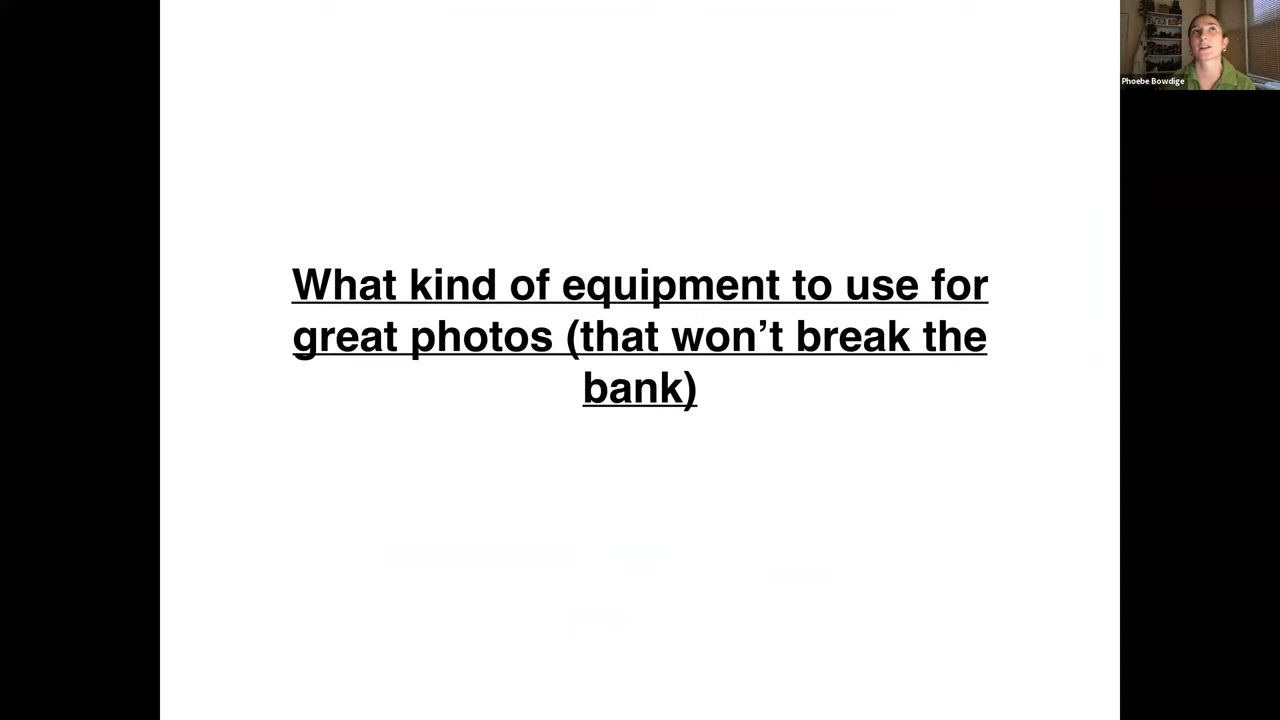 What kind of equipment to use for
great photos (that won’t break the
bank)
Phoebe Bowdige